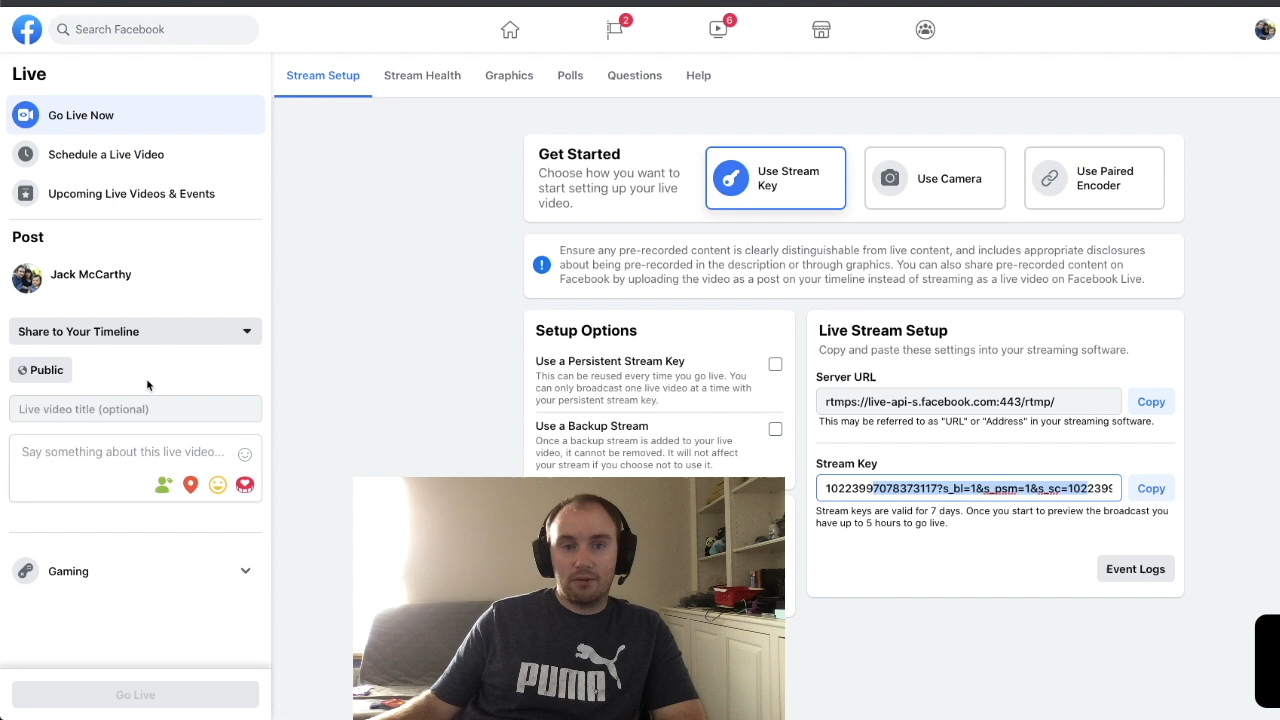 Search Facebook
2
6
Live
Go Live Now
Schedule a Live Video
Upcoming Live Videos & Events
Post
Jack McCarthy
Share to Your Timeline
Public
Live video title (optional)
Say something about this live video...
Gaming
Go Live
Stream Setup
Stream Health
Graphics
Polls
Questions
Help
Get Started
Choose how you want to
start setting up your live
video.
Use Stream
Key
Use Camera
Use Paired
Encoder
Ensure any pre-recorded content is clearly distinguishable from live content, and includes appropriate disclosures
about being pre-recorded in the description or through graphics. You can also share pre-recorded content on
Facebook by uploading the video as a post on your timeline instead of streaming as a live video on Facebook Live.
Setup Options
Use a Persistent Stream Key
This can be reused every time you go live. You
can only broadcast one live video at a time with
your persistent stream key.
Use a Backup Stream
Once a backup stream is added to your live
video, it cannot be removed. It will not affect
your stream if you choose not to use it.
Live Stream Setup
Copy and paste these settings into your streaming software.
Server URL
rtmps://live-api-s.facebook.com:443/rtmp/
Copy
This may be referred to as "URL" or "Address" in your streaming software.
Stream Key
10223997078373117?s_bl=1&s_psm=1&s_sc=1022399
Copy
Stream keys are valid for 7 days. Once you start to preview the broadcast you
have up to 5 hours to go live.
Event Logs
PUMA